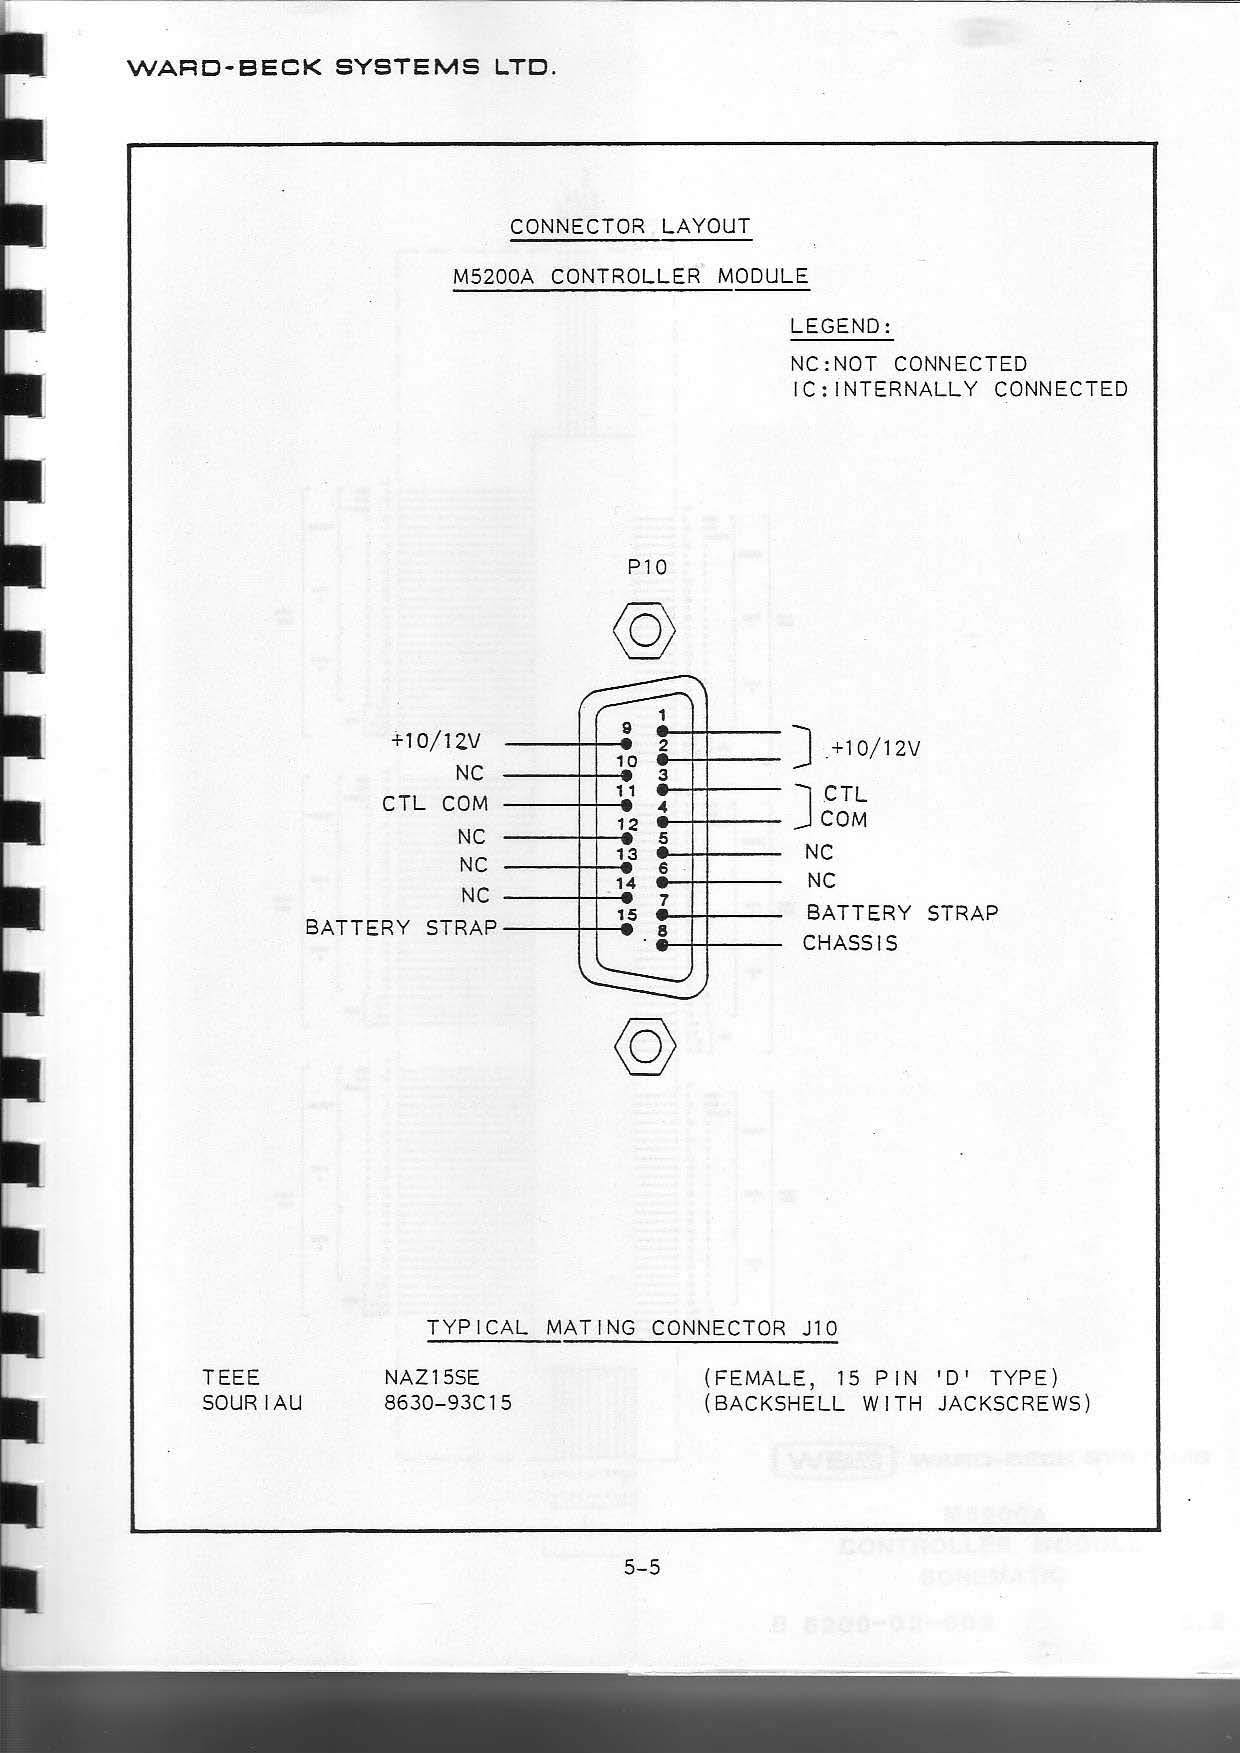 WARD-BECK SYSTEMS LTD.
CONNECTOR LAYOUT
M5200A CONTROLLER MODULE
LEGEND:
NC:NOT CONNECTED
IC:INTERNALLY CONNECTED
P10
1
9
+10/12V
2
+10/12V
10
NC
3
11
CTL
CTL COM
4
COM
12
NC
5
13
NC
NC
6
14
NC
NC
7
15
BATTERY STRAP
BATTERY STRAP
8
CHASSIS
TYPICAL MATING CONNECTOR J10
TEEE NAZ15SE (FEMALE, 15 PIN 'D' TYPE)
SOURIAU 8630-93C15 (BACKSHELL WITH JACKSCREWS)
5-5